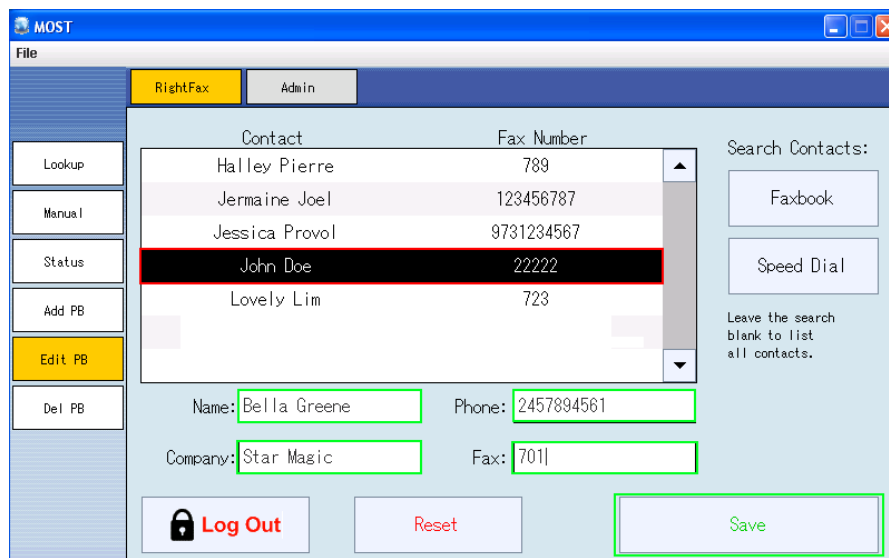 MOST
File
RightFax Admin
Contact Fax Number
Search Contacts:
Lookup
Manual
Status
Add PB
Edit PB
Del PB
Halley Pierre 789
Jermaine Joel 123456787
Jessica Provol 9731234567
John Doe 22222
Lovely Lim 723
Faxbook
Speed Dial
Leave the search
blank to list
all contacts.
Name: Bella Greene Phone: 2457894561
Company: Star Magic Fax: 701
Log Out Reset Save